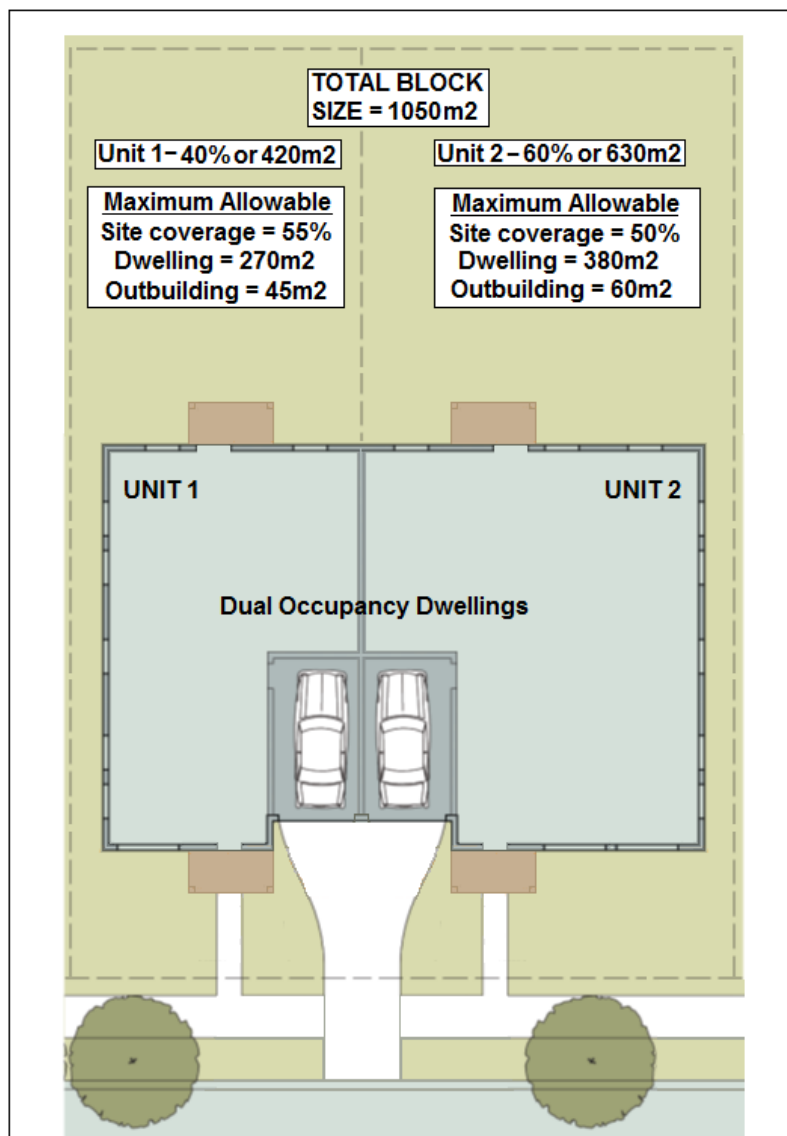 TOTAL BLOCK
SIZE = 1050m2
Unit 1– 40% or 420m2
Unit 2 – 60% or 630m2
Maximum Allowable
Site coverage = 55%
Dwelling = 270m2
Outbuilding = 45m2
Maximum Allowable
Site coverage = 50%
Dwelling = 380m2
Outbuilding = 60m2
UNIT 1
UNIT 2
Dual Occupancy Dwellings